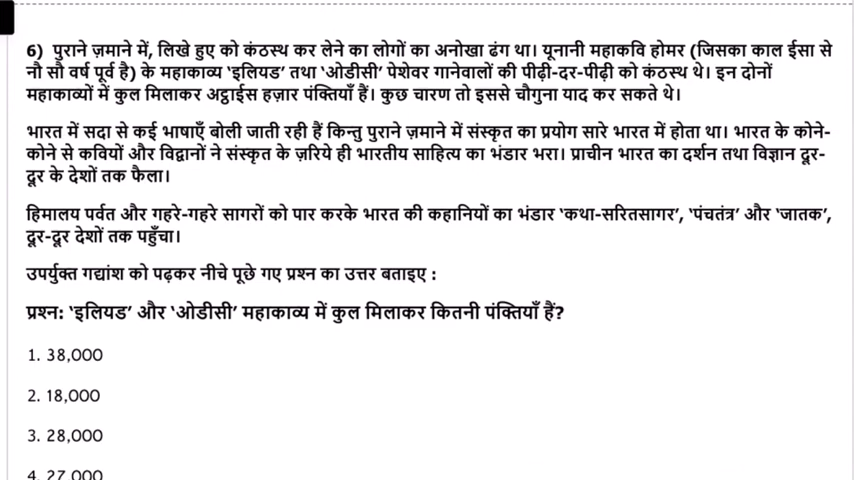 6) पुराने ज़माने में, लिखे हुए को कंठस्थ कर लेने का लोगों का अनोखा ढंग था। यूनानी महाकवि होमर (जिसका काल ईसा से
नौ सौ वर्ष पूर्व है) के महाकाव्य 'इलियड' तथा 'ओडीसी' पेशेवर गानेवालों की पीढ़ी-दर-पीढ़ी को कंठस्थ थे। इन दोनों
महाकाव्यों में कुल मिलाकर अट्ठाईस हज़ार पंक्तियाँ हैं। कुछ चारण तो इससे चौगुना याद कर सकते थे।
भारत में सदा से कई भाषाएँ बोली जाती रही हैं किन्तु पुराने ज़माने में संस्कृत का प्रयोग सारे भारत में होता था। भारत के कोने-
कोने से कवियों और विद्वानों ने संस्कृत के ज़रिये ही भारतीय साहित्य का भंडार भरा। प्राचीन भारत का दर्शन तथा विज्ञान दूर-
दूर के देशों तक फैला।
हिमालय पर्वत और गहरे-गहरे सागरों को पार करके भारत की कहानियों का भंडार 'कथा-सरितसागर', 'पंचतंत्र' और 'जातक',
दूर-दूर देशों तक पहुँचा।
उपर्युक्त गद्यांश को पढ़कर नीचे पूछे गए प्रश्न का उत्तर बताइए :
प्रश्न: 'इलियड' और 'ओडीसी' महाकाव्य में कुल मिलाकर कितनी पंक्तियाँ हैं?
1. 38,000
2. 18,000
3. 28,000
4. 27,000